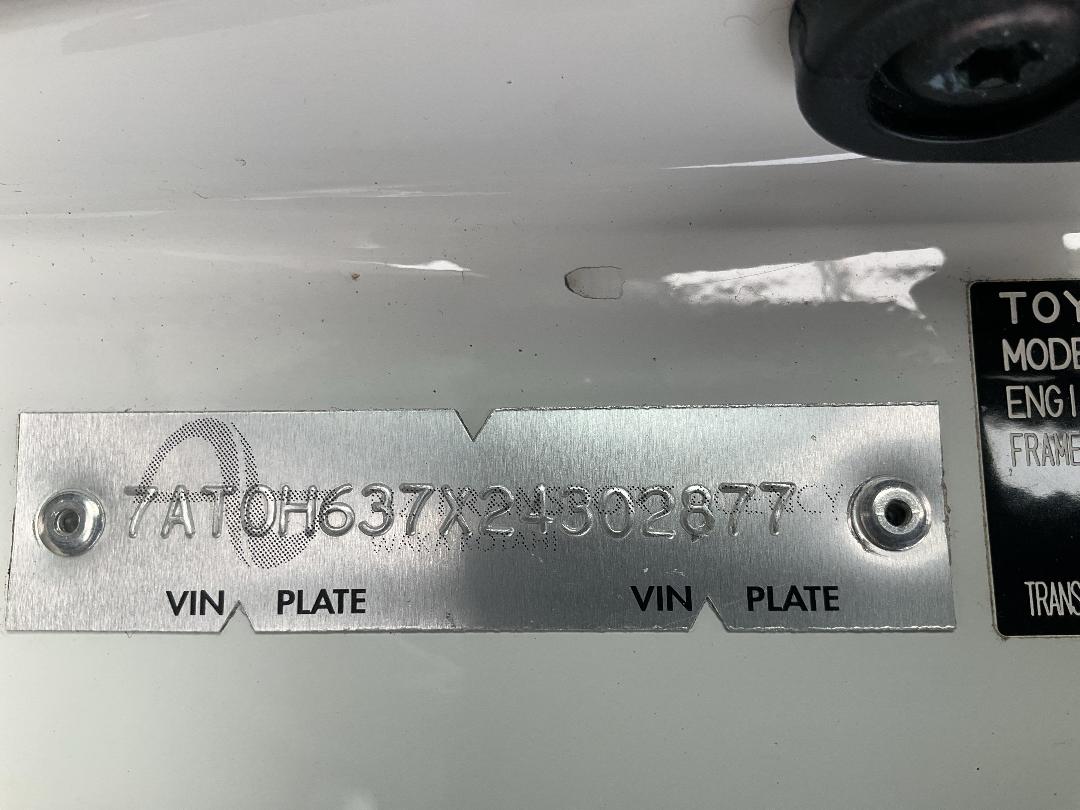 TOY
MODE
ENGI
FRAME
7AT0H637X24302877
VIN PLATE VIN PLATE
TRANS